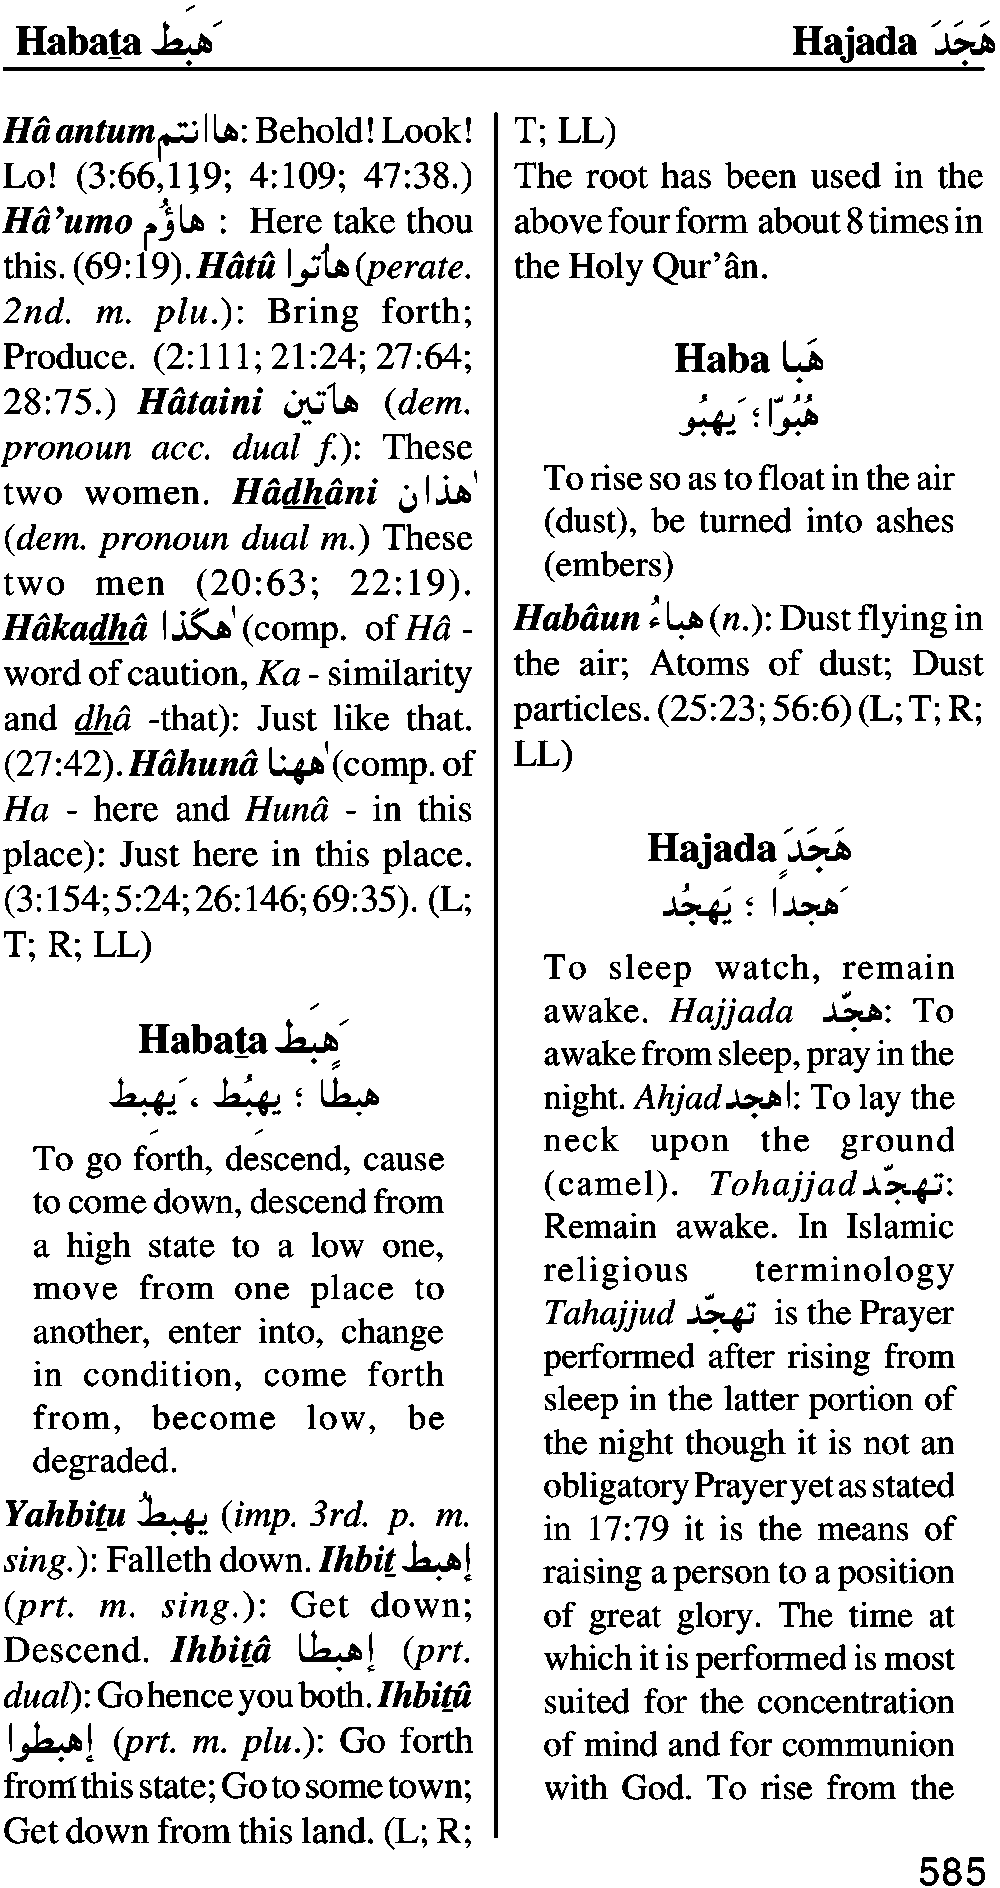 Habaṯa هَبَط
Hajada هَجَدَ
Hâ antum هاانتم: Behold! Look!
Lo! (3:66,119; 4:109; 47:38.)
Hâ’umo هاؤُم : Here take thou
this. (69:19). Hâtû هاتوا (perate.
2nd. m. plu.): Bring forth;
Produce. (2:111; 21:24; 27:64;
28:75.) Hâtaini هاتين (dem.
pronoun acc. dual f.): These
two women. Hâdhâni هٰذان
(dem. pronoun dual m.) These
two men (20:63; 22:19).
Hâkadhâ هٰكَذا (comp. of Hâ -
word of caution, Ka - similarity
and dhâ -that): Just like that.
(27:42). Hâhunâ هٰهنا (comp. of
Ha - here and Hunâ - in this
place): Just here in this place.
(3:154; 5:24; 26:146; 69:35). (L;
T; R; LL)
Habaṯa هَبَط
هبطًا ؛ يهبُط ، يَهبِط
To go forth, descend, cause
to come down, descend from
a high state to a low one,
move from one place to
another, enter into, change
in condition, come forth
from, become low, be
degraded.
Yahbiṯu يهبطُ (imp. 3rd. p. m.
sing.): Falleth down. Ihbiṯ إهبط
(prt. m. sing.): Get down;
Descend. Ihbiṯâ إهبطا (prt.
dual): Go hence you both. Ihbiṯû
إهبطوا (prt. m. plu.): Go forth
from this state; Go to some town;
Get down from this land. (L; R;
T; LL)
The root has been used in the
above four form about 8 times in
the Holy Qur’ân.
Haba هَبا
هُبُوّا ؛ يَهبُو
To rise so as to float in the air
(dust), be turned into ashes
(embers)
Habâun هباءُ (n.): Dust flying in
the air; Atoms of dust; Dust
particles. (25:23; 56:6) (L; T; R;
LL)
Hajada هَجَدَ
هَجدا ؛ يَهجُد
To sleep watch, remain
awake. Hajjada هجّد: To
awake from sleep, pray in the
night. Ahjad اهجد: To lay the
neck upon the ground
(camel). Tohajjad تهجّد:
Remain awake. In Islamic
religious terminology
Tahajjud تهجّد is the Prayer
performed after rising from
sleep in the latter portion of
the night though it is not an
obligatory Prayer yet as stated
in 17:79 it is the means of
raising a person to a position
of great glory. The time at
which it is performed is most
suited for the concentration
of mind and for communion
with God. To rise from the
585